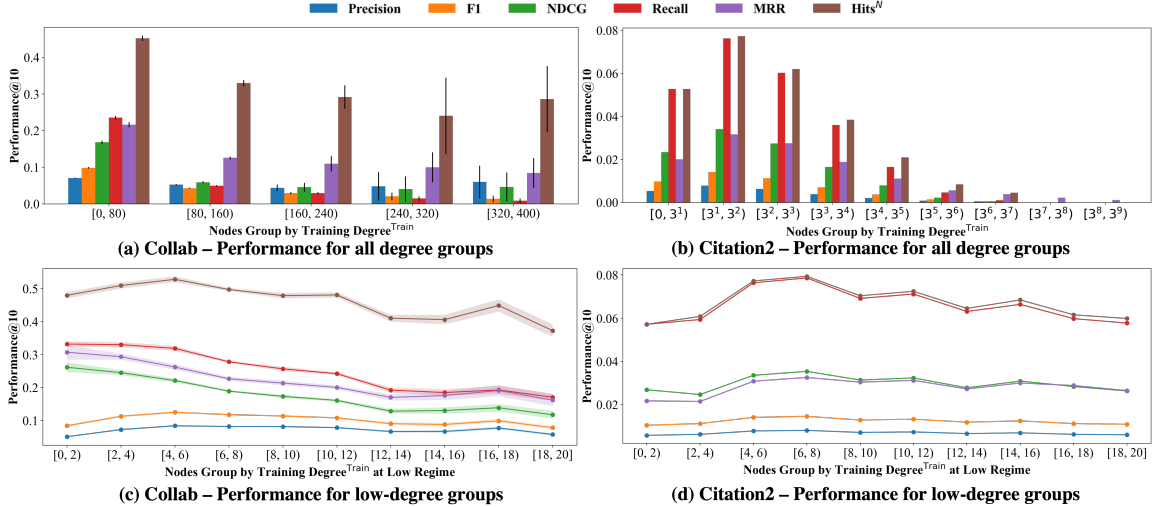 Precision F1 NDCG Recall MRR Hits^N
Performance@10
0.4
0.3
0.2
0.1
0.0
[0, 80) [80, 160) [160, 240) [240, 320) [320, 400)
Nodes Group by Training Degree^Train
(a) Collab – Performance for all degree groups
Performance@10
0.08
0.06
0.04
0.02
0.00
[0, 3^1) [3^1, 3^2) [3^2, 3^3) [3^3, 3^4) [3^4, 3^5) [3^5, 3^6) [3^6, 3^7) [3^7, 3^8) [3^8, 3^9)
Nodes Group by Training Degree^Train
(b) Citation2 – Performance for all degree groups
Performance@10
0.5
0.4
0.3
0.2
0.1
[0, 2) [2, 4) [4, 6) [6, 8) [8, 10) [10, 12) [12, 14) [14, 16) [16, 18) [18, 20]
Nodes Group by Training Degree^Train at Low Regime
(c) Collab – Performance for low-degree groups
Performance@10
0.08
0.06
0.04
0.02
[0, 2) [2, 4) [4, 6) [6, 8) [8, 10) [10, 12) [12, 14) [14, 16) [16, 18) [18, 20]
Nodes Group by Training Degree^Train at Low Regime
(d) Citation2 – Performance for low-degree groups